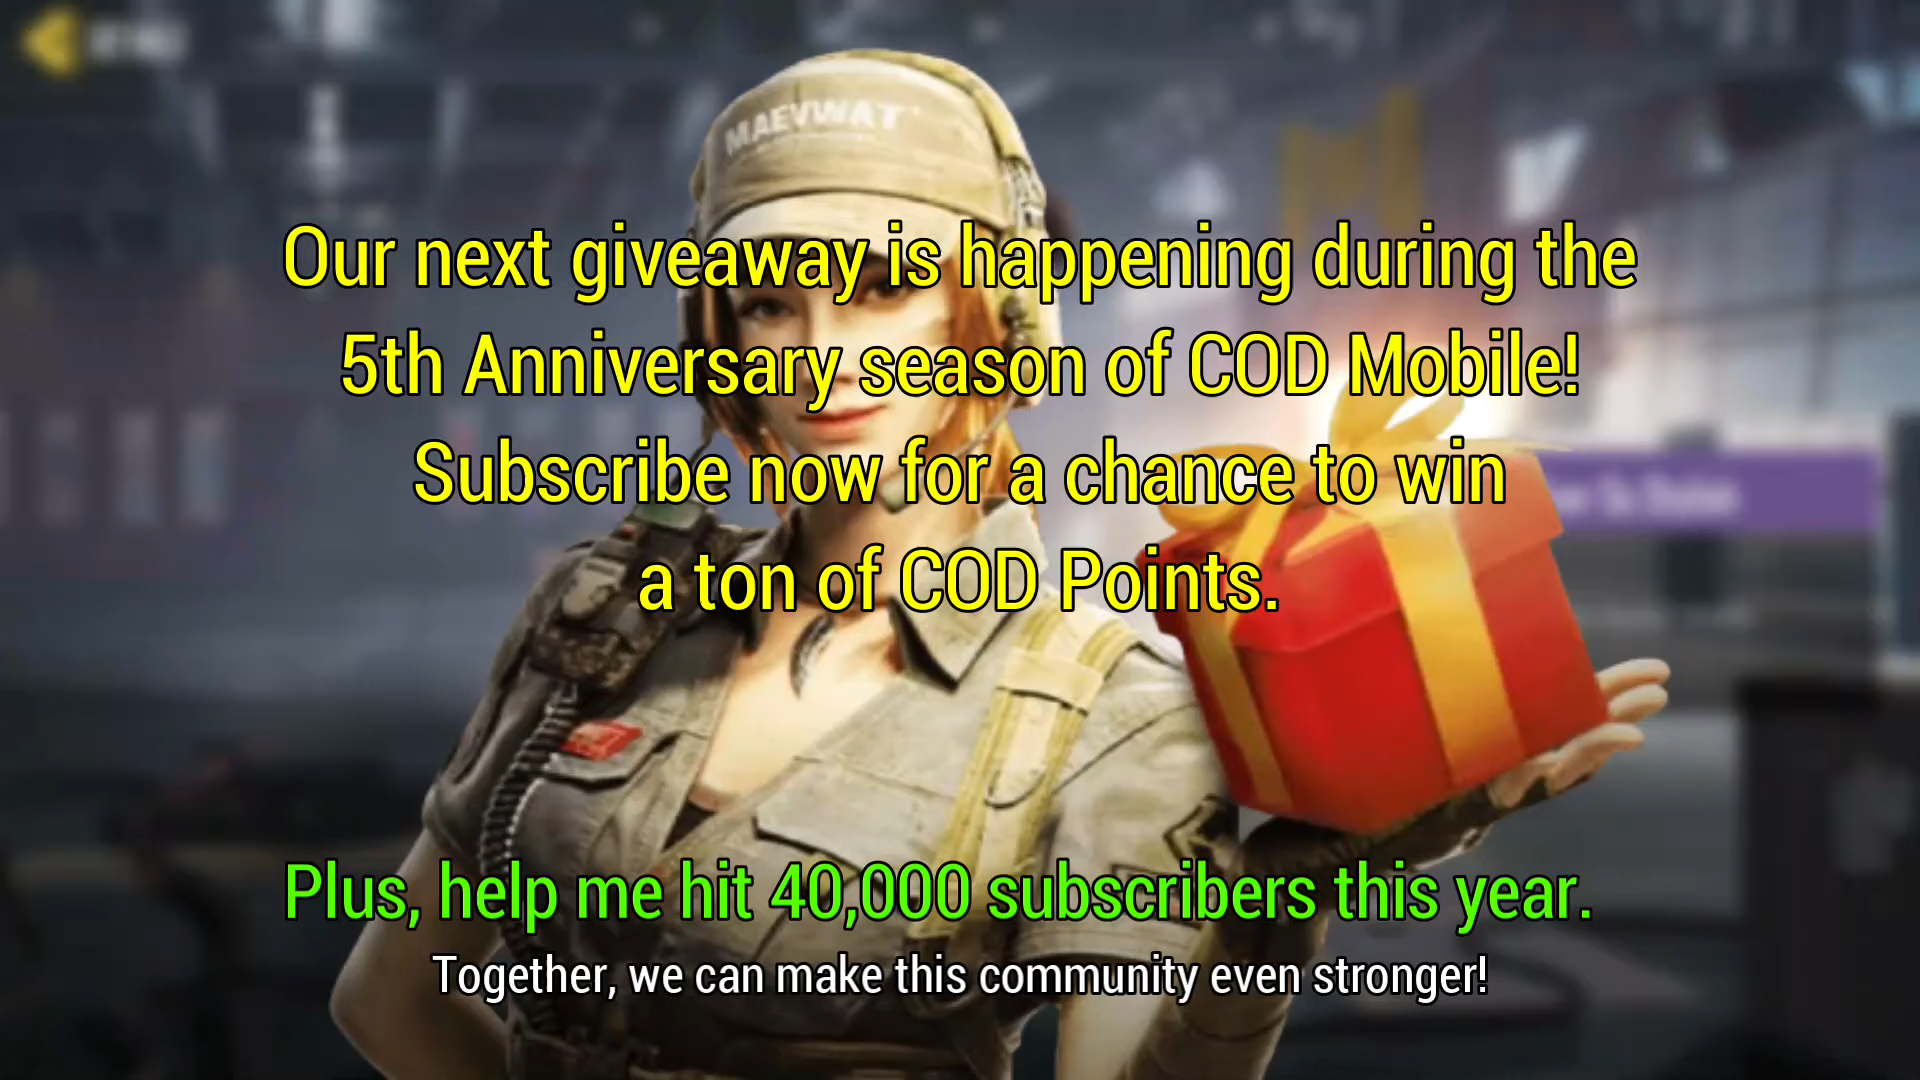 MAEVWAT
Our next giveaway is happening during the
5th Anniversary season of COD Mobile!
Subscribe now for a chance to win
a ton of COD Points.
Plus, help me hit 40,000 subscribers this year.
Together, we can make this community even stronger!